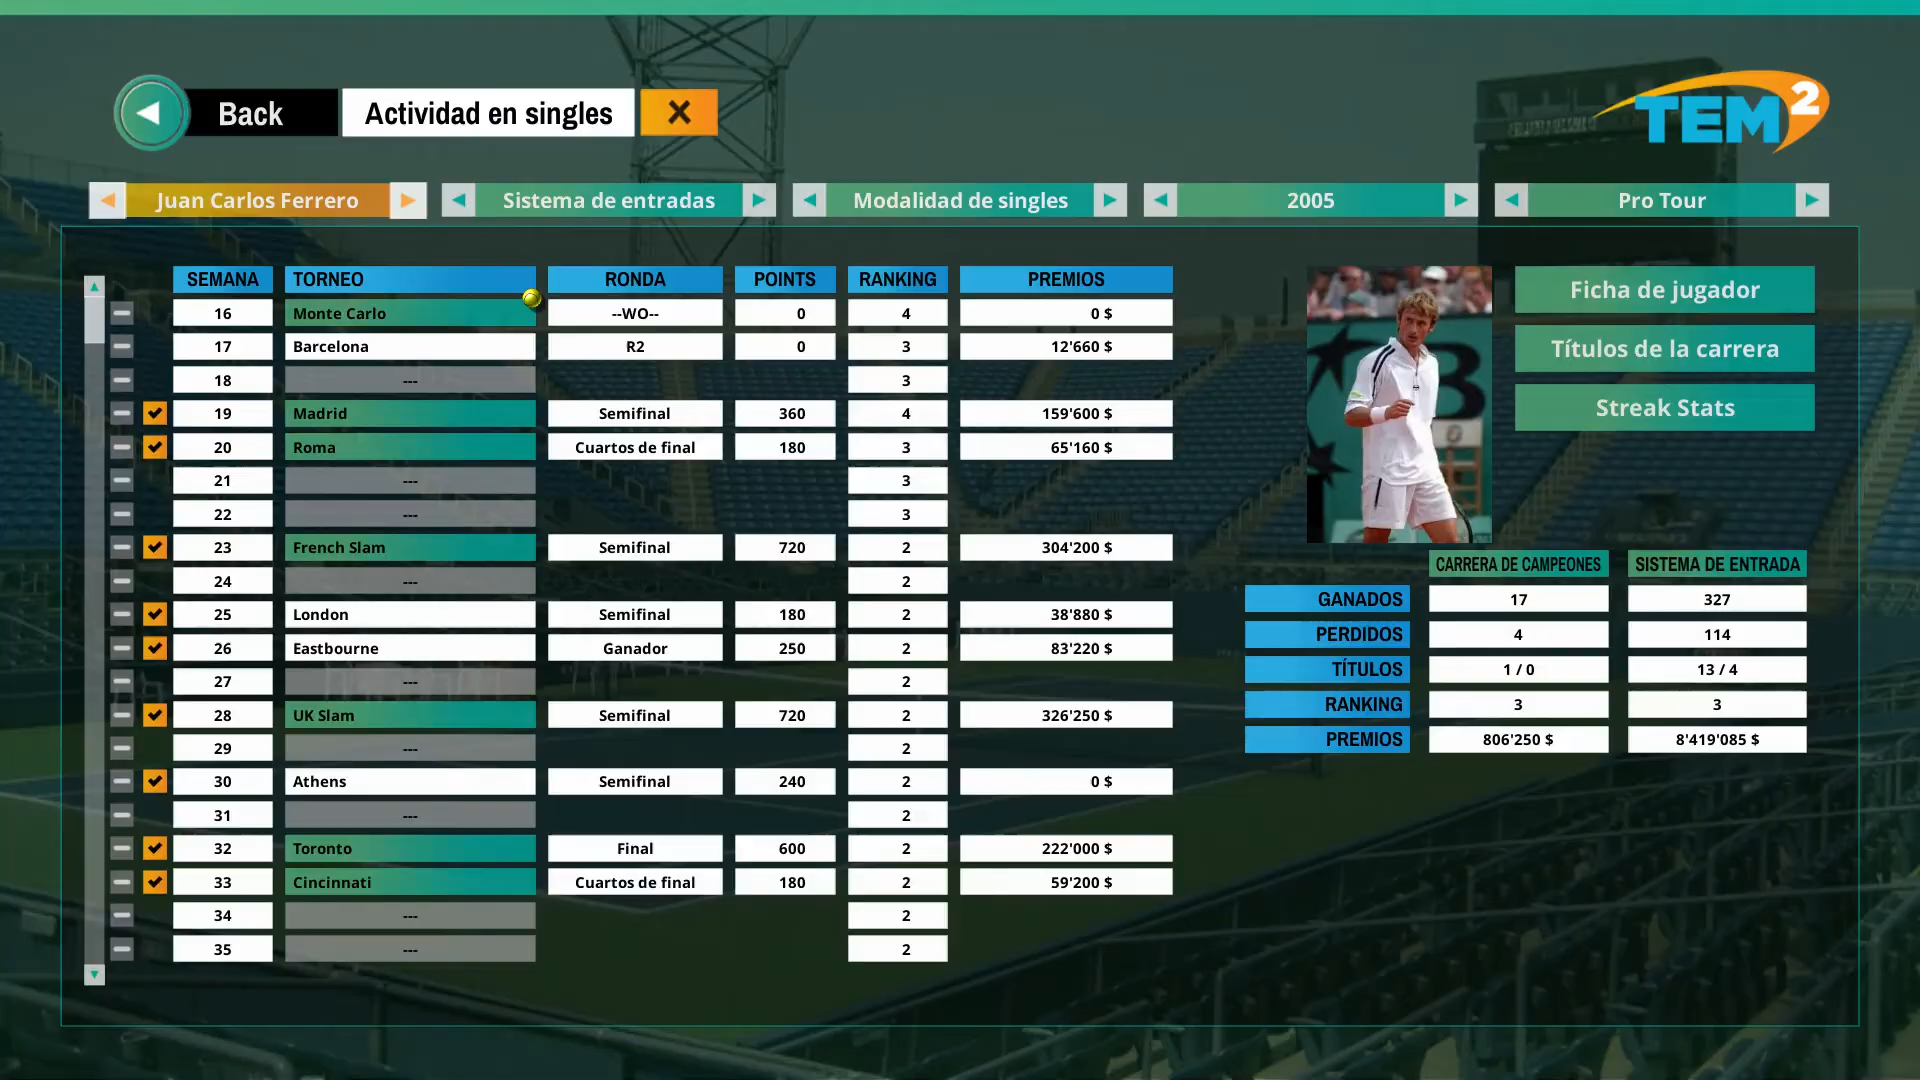 Back
Actividad en singles
TEM2
Juan Carlos Ferrero
Sistema de entradas
Modalidad de singles
2005
Pro Tour
SEMANA TORNEO RONDA POINTS RANKING PREMIOS
16 Monte Carlo --WO-- 0 4 0 $
17 Barcelona R2 0 3 12'660 $
18 --- 3
19 Madrid Semifinal 360 4 159'600 $
20 Roma Cuartos de final 180 3 65'160 $
21 --- 3
22 --- 3
23 French Slam Semifinal 720 2 304'200 $
24 --- 2
25 London Semifinal 180 2 38'880 $
26 Eastbourne Ganador 250 2 83'220 $
27 --- 2
28 UK Slam Semifinal 720 2 326'250 $
29 --- 2
30 Athens Semifinal 240 2 0 $
31 --- 2
32 Toronto Final 600 2 222'000 $
33 Cincinnati Cuartos de final 180 2 59'200 $
34 --- 2
35 --- 2
Ficha de jugador
Títulos de la carrera
Streak Stats
CARRERA DE CAMPEONES SISTEMA DE ENTRADA
GANADOS 17 327
PERDIDOS 4 114
TÍTULOS 1 / 0 13 / 4
RANKING 3 3
PREMIOS 806'250 $ 8'419'085 $